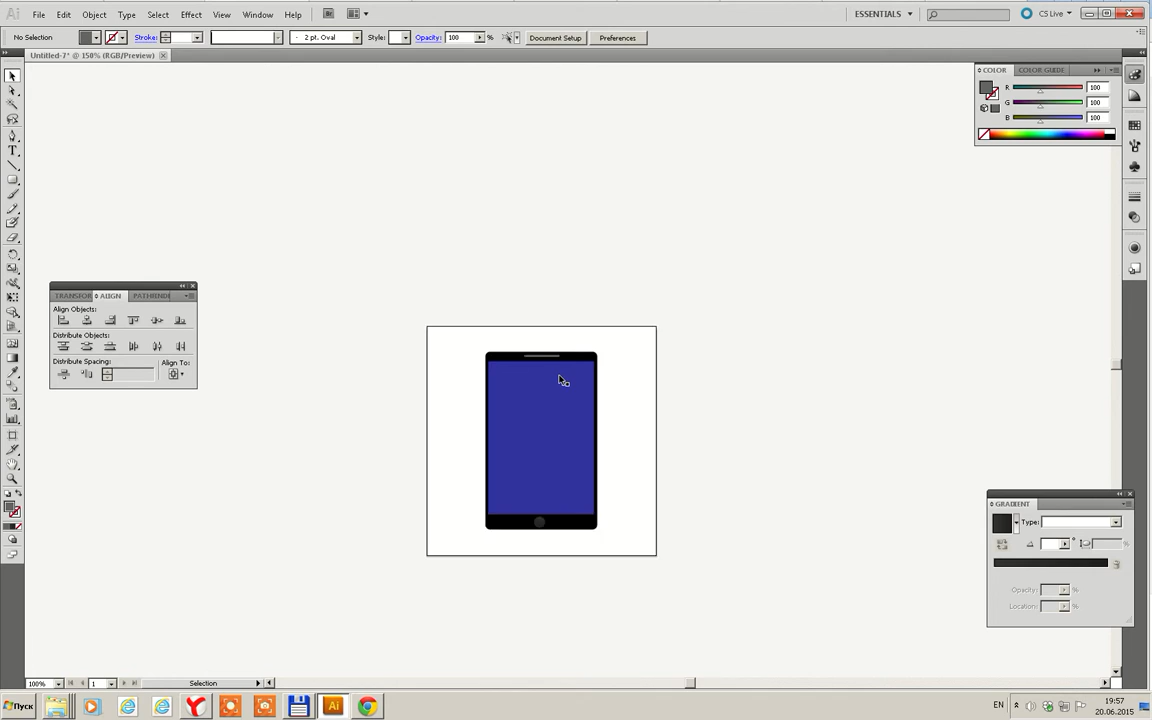 Ai File Edit Object Type Select Effect View Window Help ESSENTIALS CS Live
No Selection Stroke: 2 pt. Oval Style: Opacity: 100 % Document Setup Preferences
Untitled-7* @ 150% (RGB/Preview)
COLOR COLOR GUIDE
R 100
G 100
B 100
TRANSFOR ALIGN PATHFIND
Align Objects:
Distribute Objects:
Distribute Spacing: Align To:
GRADIENT
Type:
°
%
Opacity: %
Location: %
100% 1 Selection
Пуск Ai EN 19:57
20.06.2015